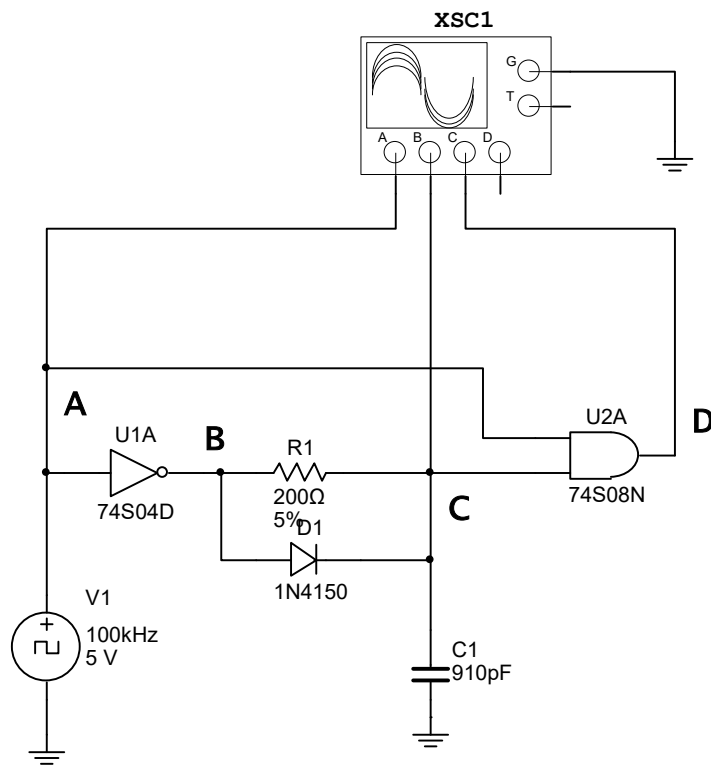 XSC1
G
T
A B C D
A
U1A
B
R1
U2A
D
74S04D
200Ω
5%
C
74S08N
D1
1N4150
V1
100kHz
5 V
C1
910pF